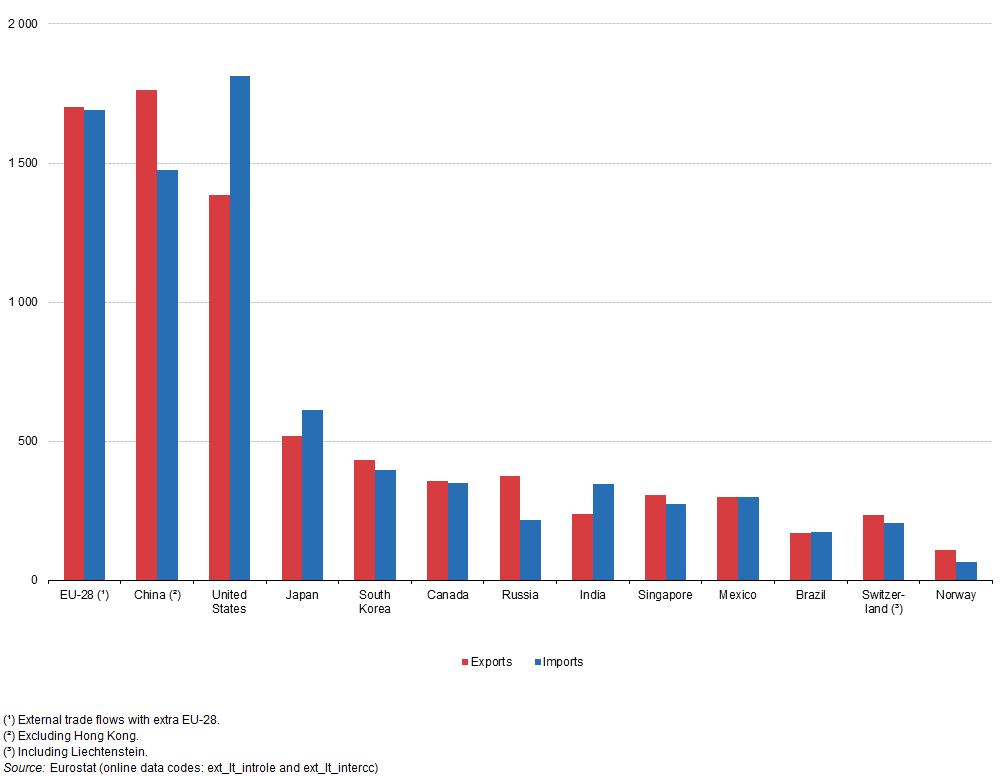 2 000
1 500
1 000
500
0
EU-28 (¹)
China (²)
United
States
Japan
South
Korea
Canada
Russia
India
Singapore
Mexico
Brazil
Switzer-
land (³)
Norway
Exports
Imports
(¹) External trade flows with extra EU-28.
(²) Excluding Hong Kong.
(³) Including Liechtenstein.
Source: Eurostat (online data codes: ext_lt_introle and ext_lt_intercc)